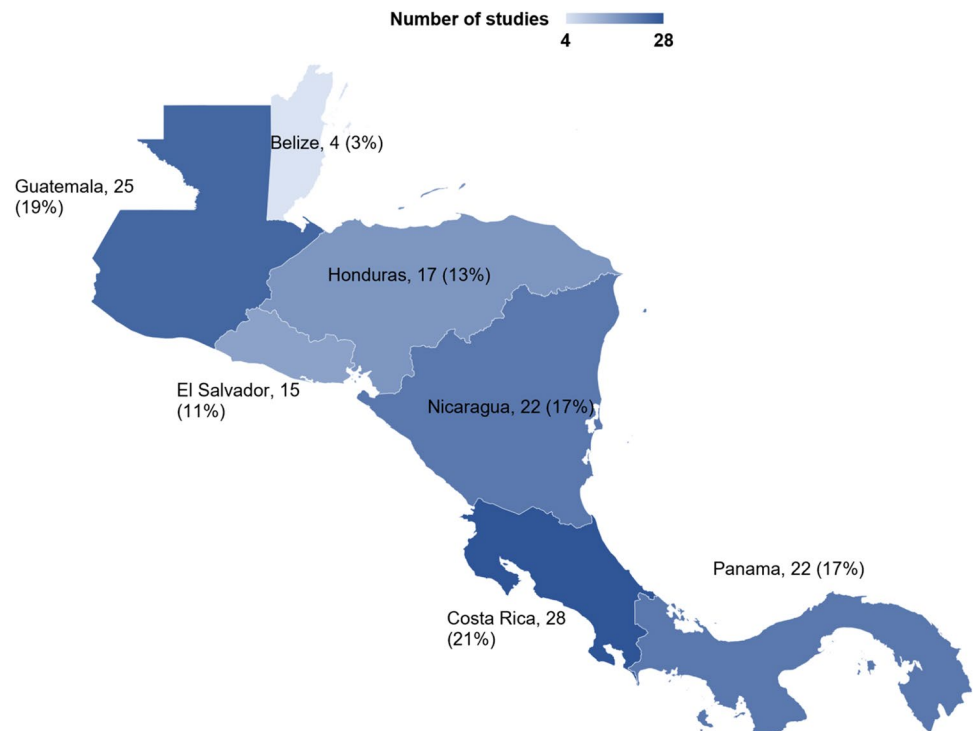 Number of studies
4 28
Belize, 4 (3%)
Guatemala, 25
(19%)
Honduras, 17 (13%)
El Salvador, 15
(11%)
Nicaragua, 22 (17%)
Panama, 22 (17%)
Costa Rica, 28
(21%)